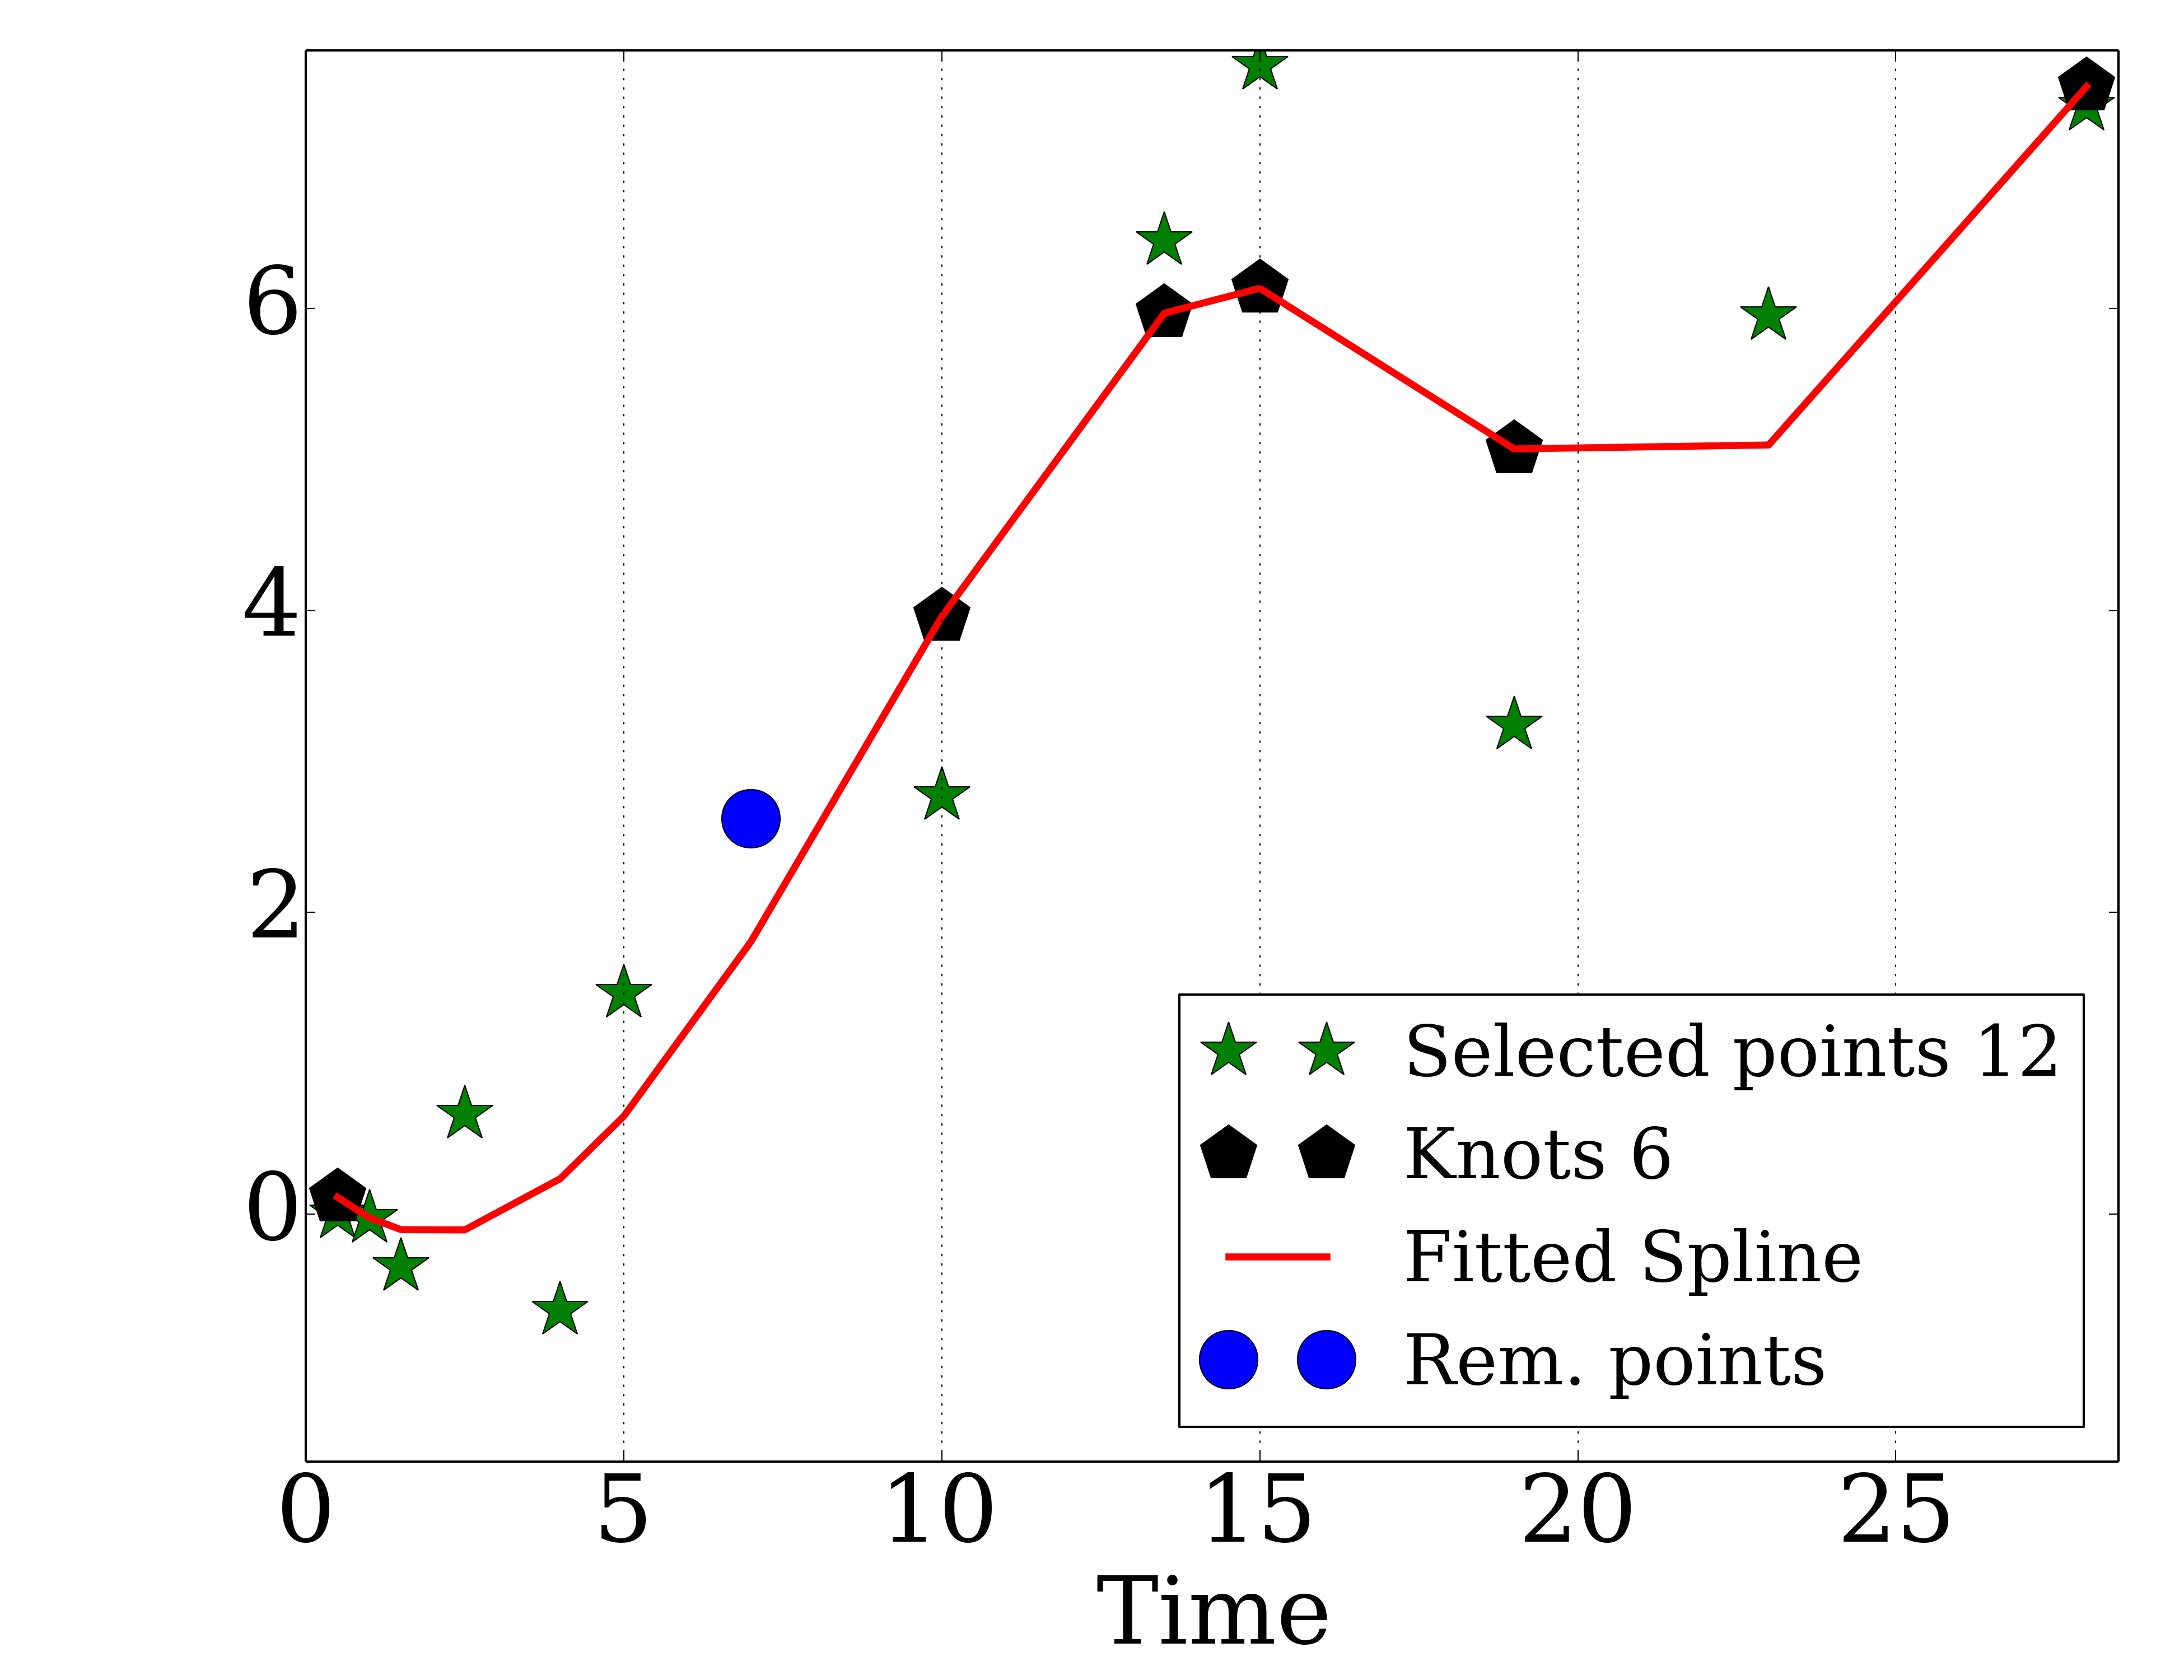 6
4
2
0
Selected points 12
Knots 6
Fitted Spline
Rem. points
0 5 10 15 20 25
Time